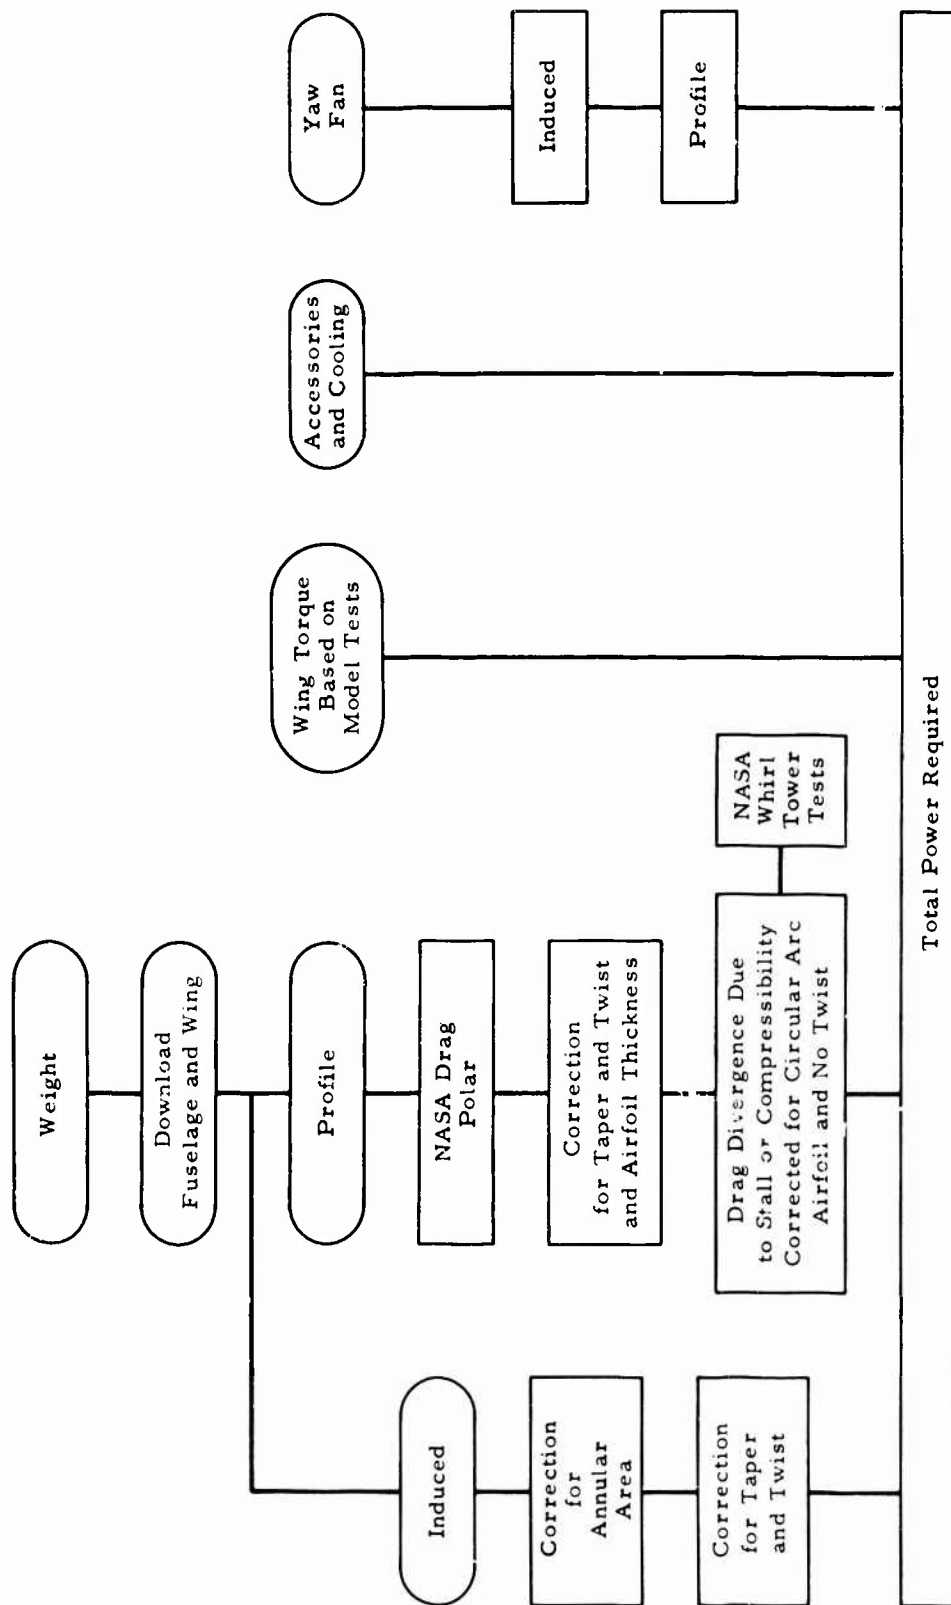 Weight
Download
Fuselage and Wing
Induced
Correction
for
Annular
Area
Correction
for Taper
and Twist
Profile
NASA Drag
Polar
Correction
for Taper and Twist
and Airfoil Thickness
Drag Divergence Due
to Stall or Compressibility
Corrected for Circular Arc
Airfoil and No Twist
NASA
Whirl
Tower
Tests
Wing Torque
Based on
Model Tests
Accessories
and Cooling
Yaw
Fan
Induced
Profile
Total Power Required